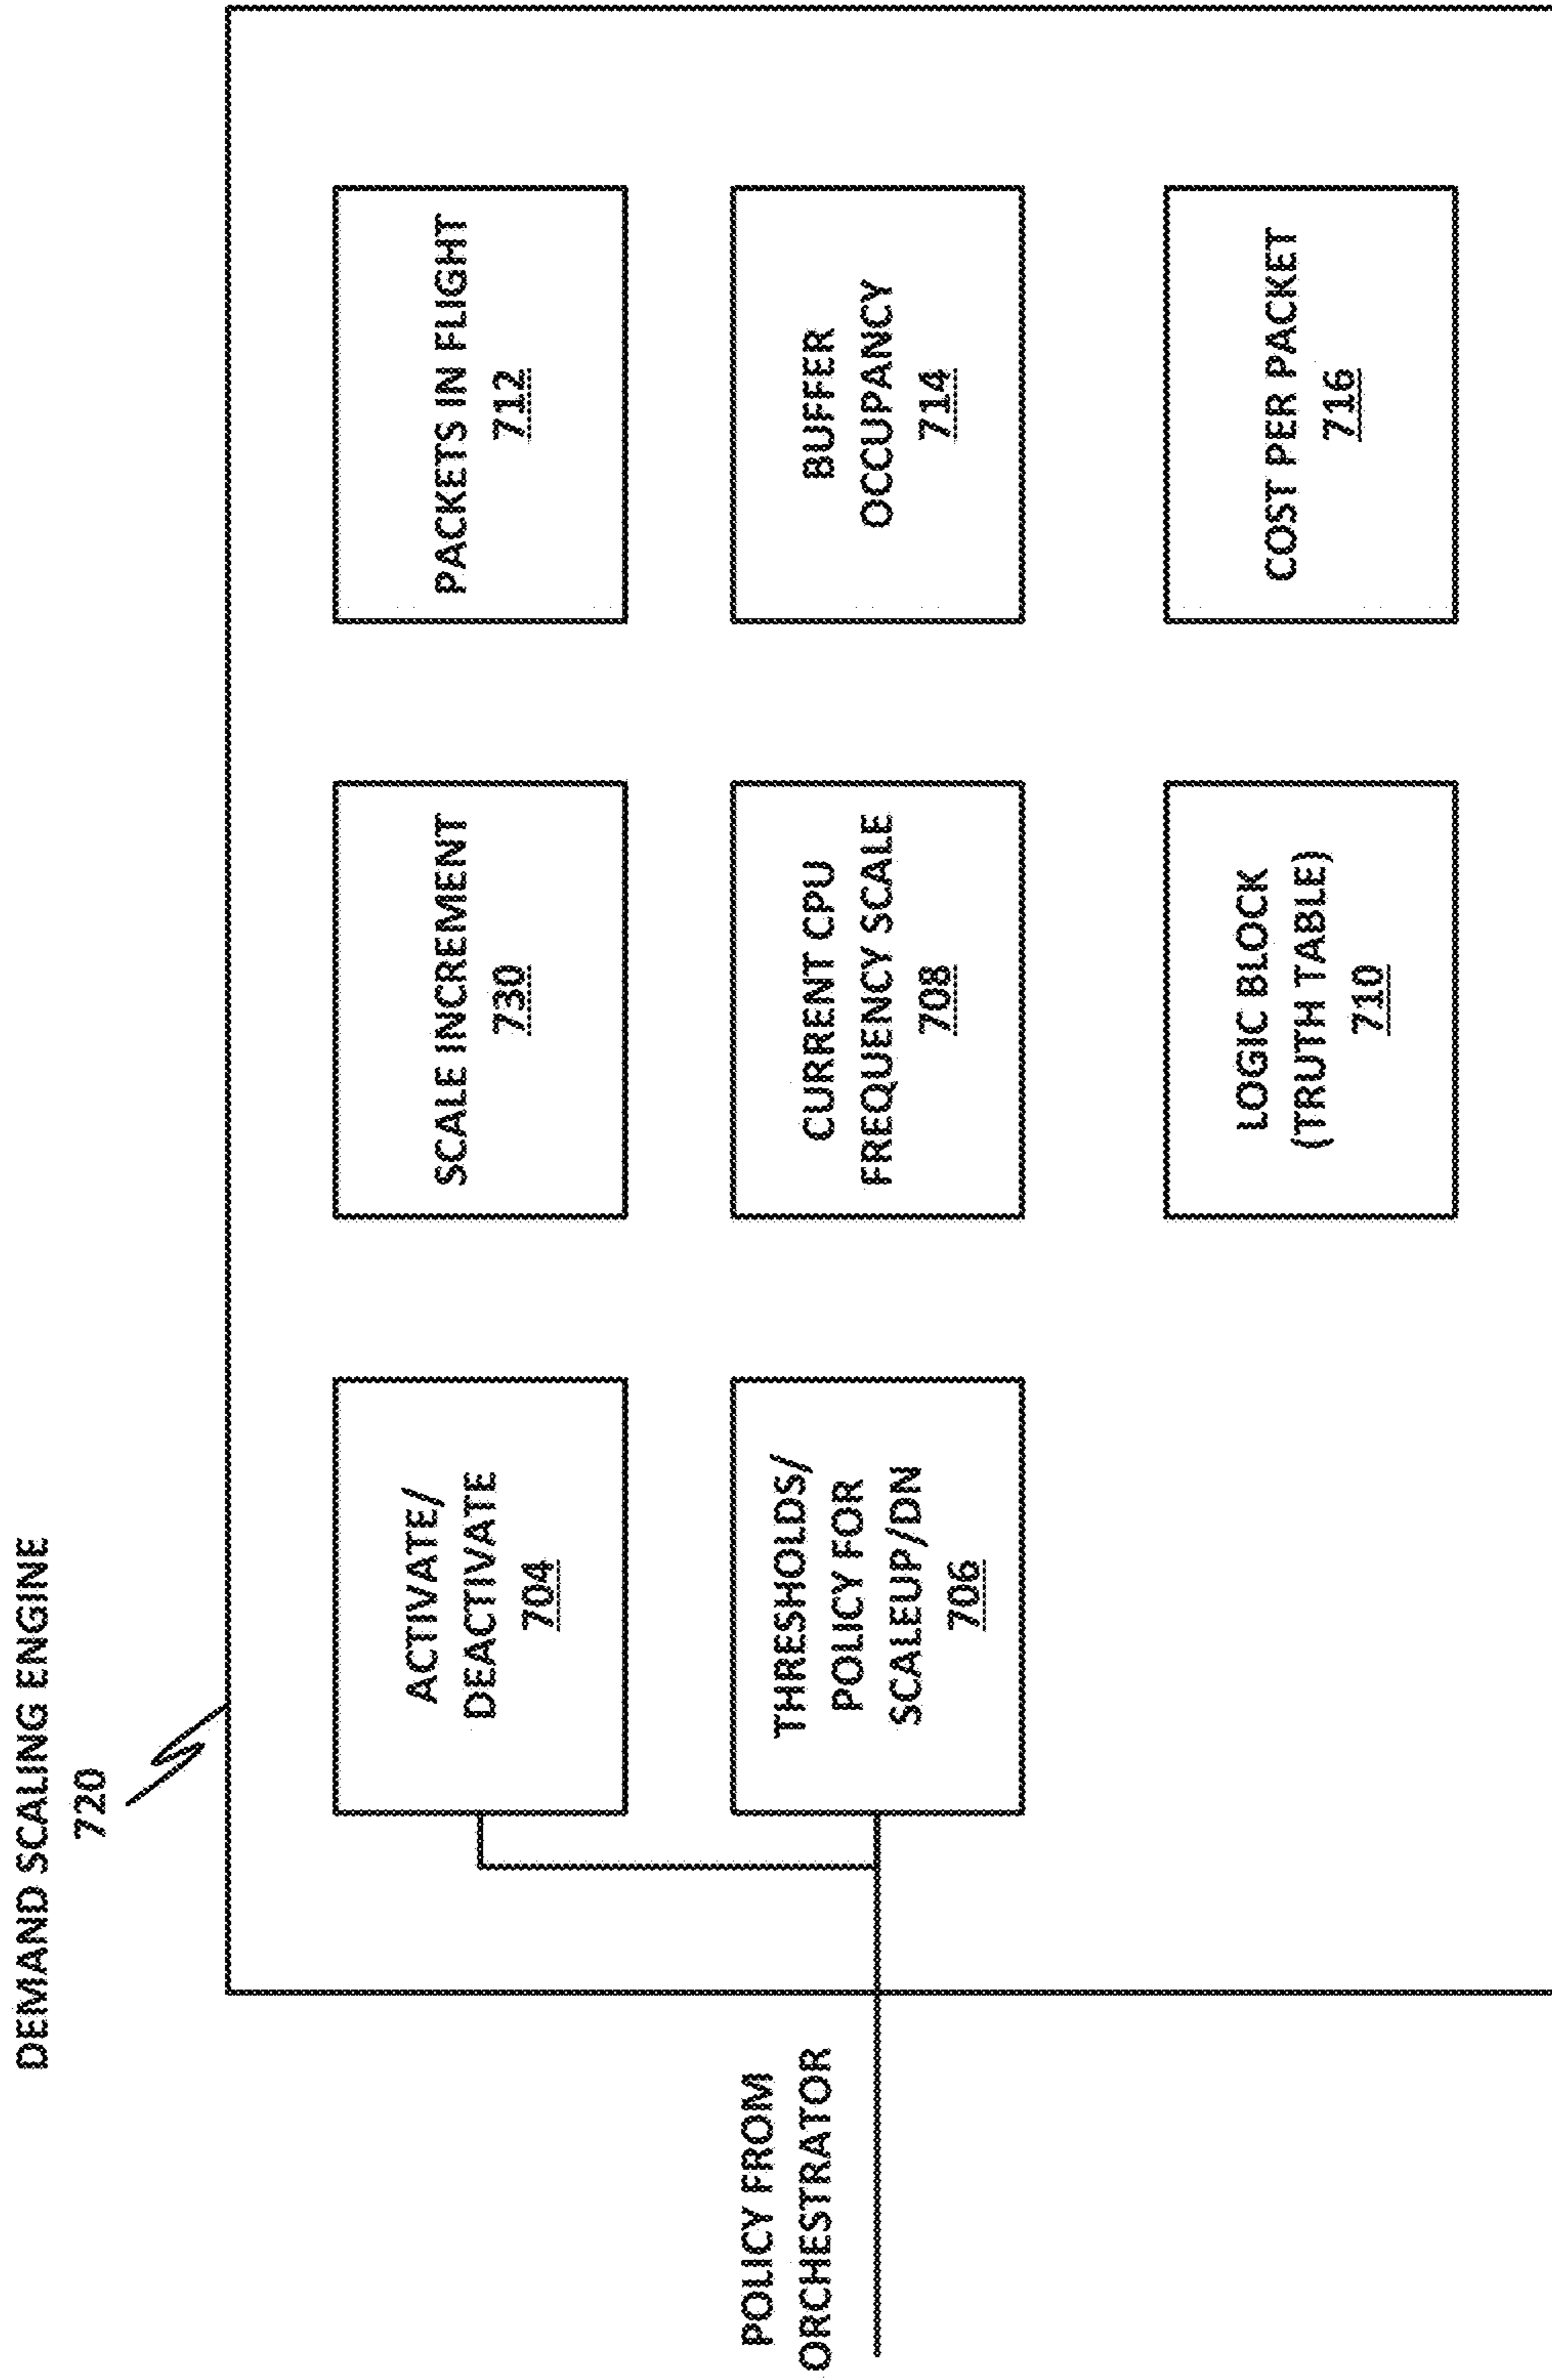 DEMAND SCALING ENGINE
720
POLICY FROM
ORCHESTRATOR
ACTIVATE/
DEACTIVATE
704
SCALE INCREMENT
730
PACKETS IN FLIGHT
712
THRESHOLDS/
POLICY FOR
SCALEUP/DN
706
CURRENT CPU
FREQUENCY SCALE
708
BUFFER
OCCUPANCY
714
LOGIC BLOCK
(TRUTH TABLE)
710
COST PER PACKET
716